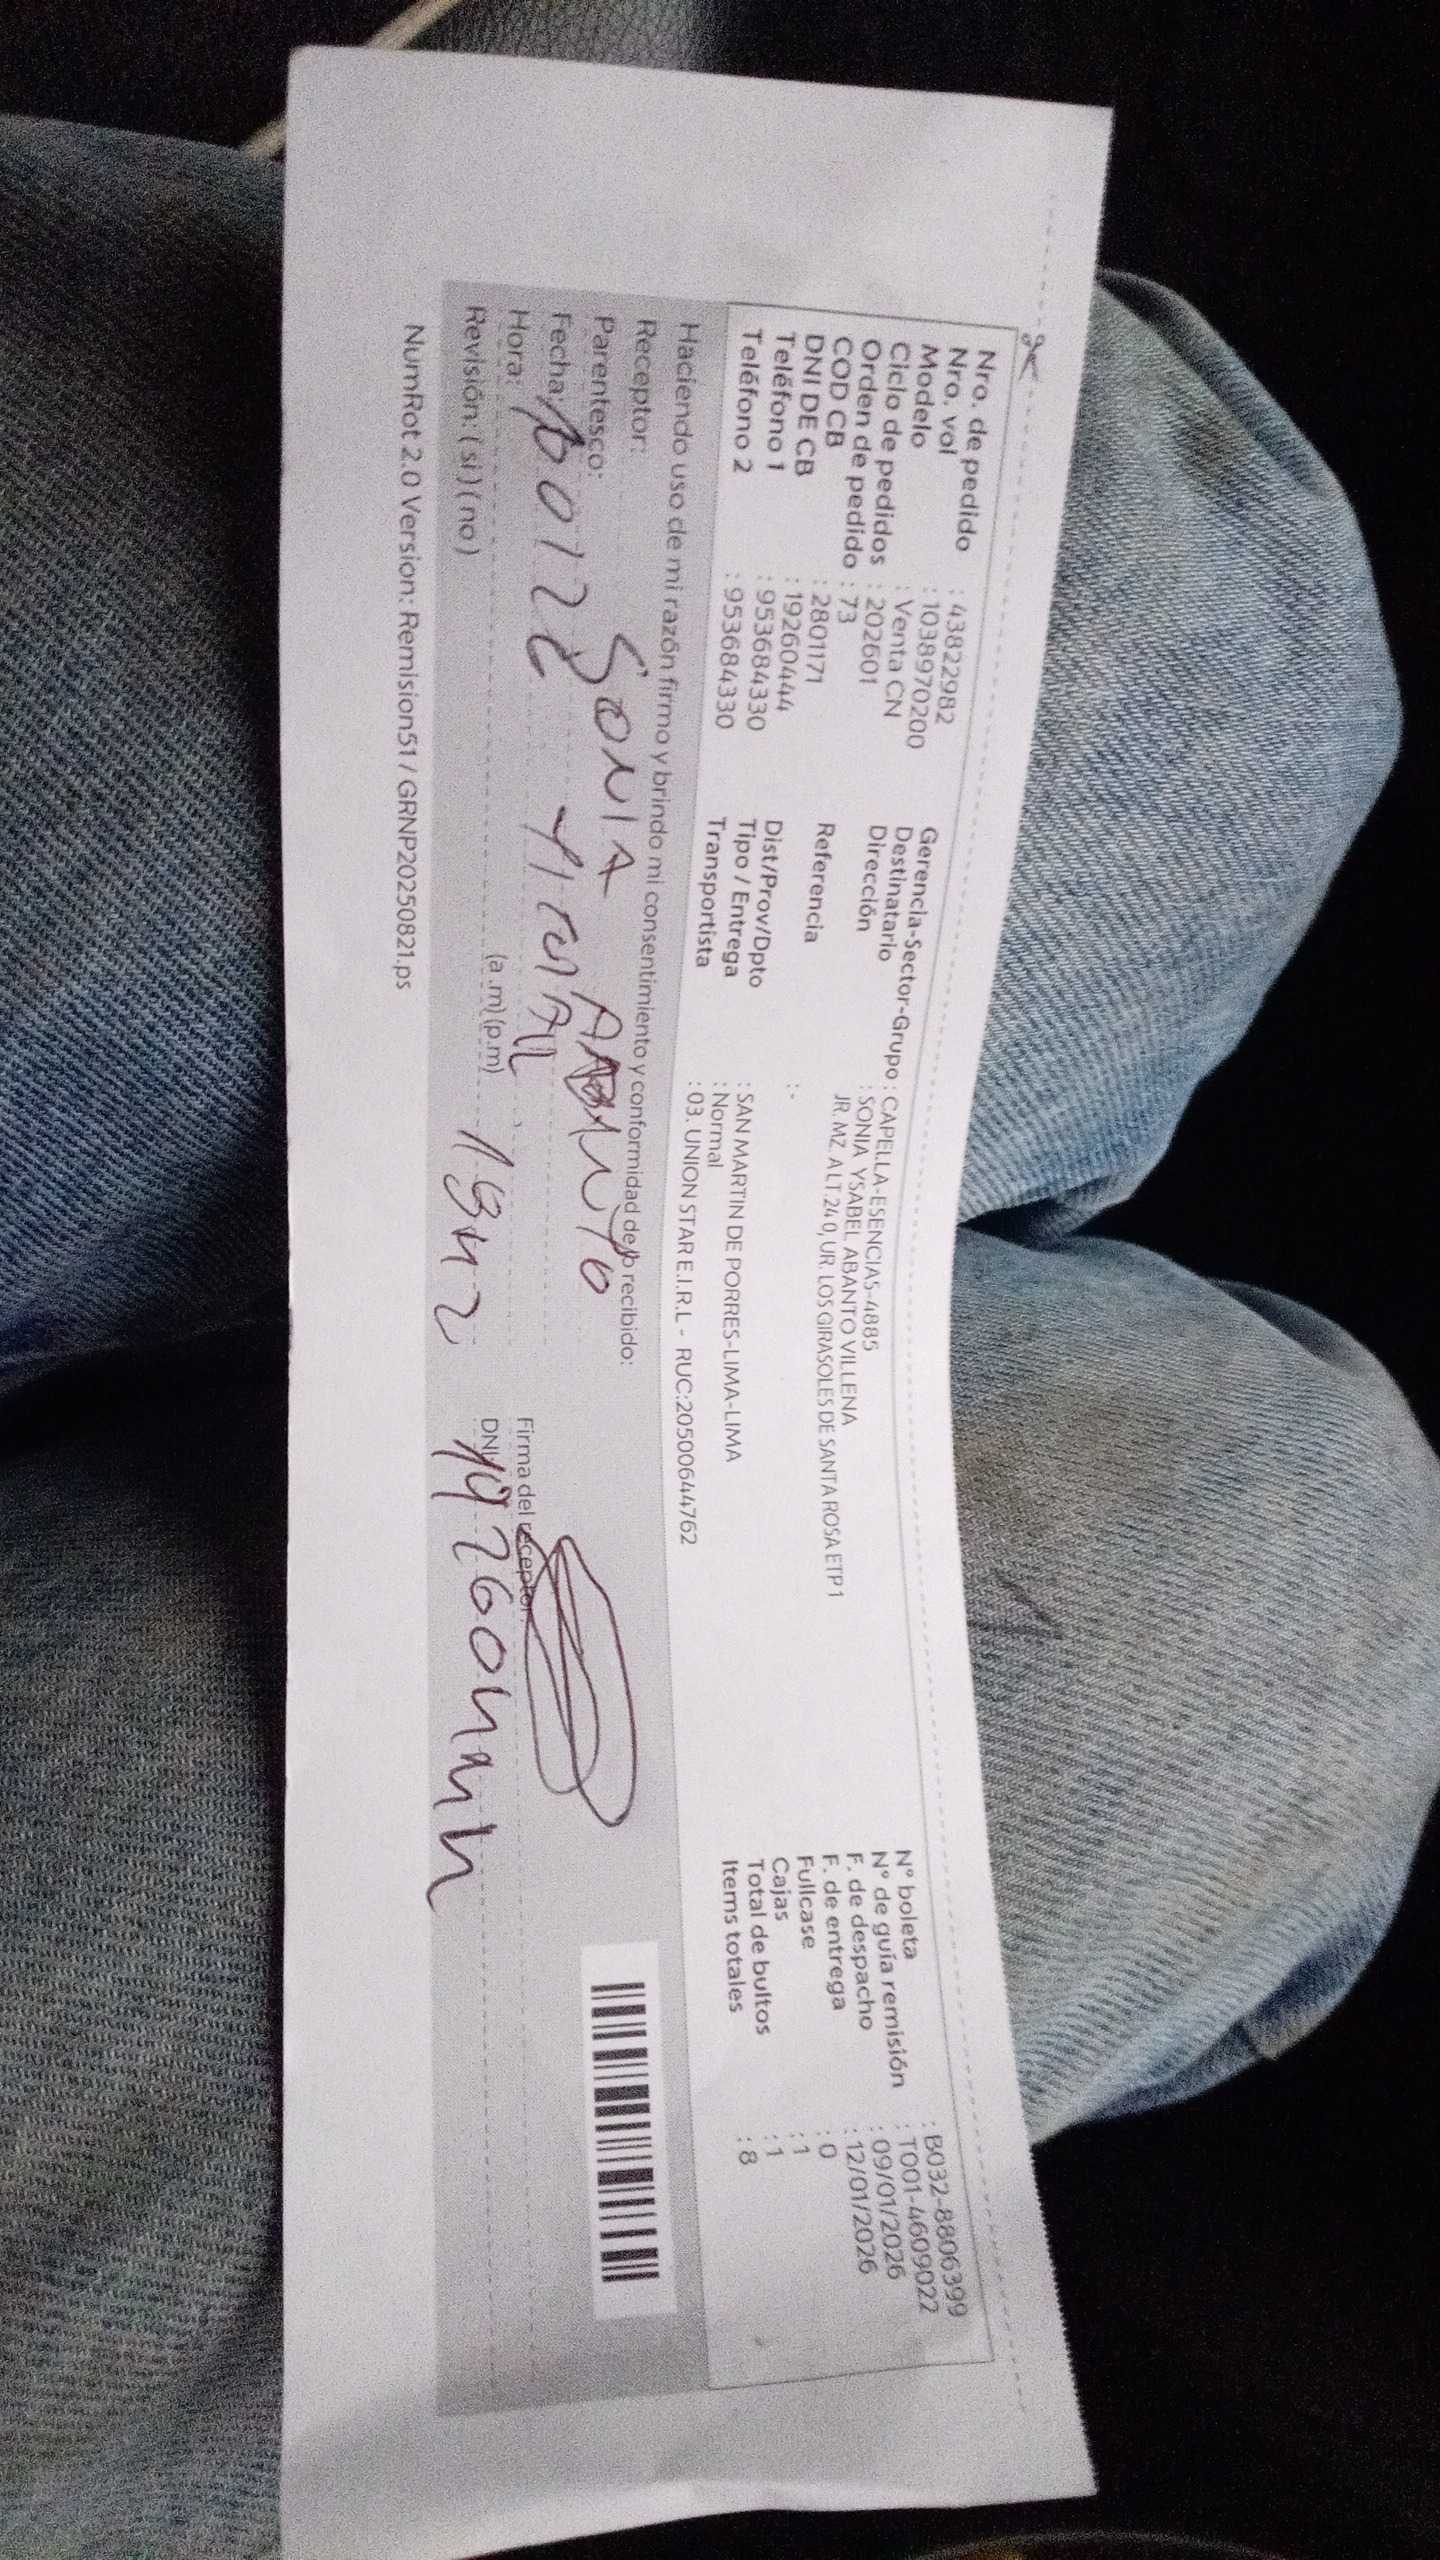 Nro. de pedido : 43822982
Nro. vol : 1038970200
Modelo : Venta CN
Ciclo de pedidos : 202601
Orden de pedido : 73
COD CB : 2801171
DNI DE CB : 19260444
Teléfono 1 : 953684330
Teléfono 2 : 953684330
Gerencia-Sector-Grupo : CAPELLA-ESENCIAS-4885
Destinatario : SONIA YSABEL ABANTO VILLENA
Dirección JR. MZ. A LT.24 0, UR. LOS GIRASOLES DE SANTA ROSA ETP 1
Referencia : -
Dist/Prov/Dpto : SAN MARTIN DE PORRES-LIMA-LIMA
Tipo / Entrega : Normal
Transportista : 03. UNION STAR E.I.R.L - RUC:20500644762
N° boleta : B032-8806399
N° de guía remisión : T001-4609022
F. de despacho : 09/01/2026
F. de entrega : 12/01/2026
Fullcase : 0
Cajas : 1
Total de bultos : 1
Items totales : 8
Haciendo uso de mi razón firmo y brindo mi consentimiento y conformidad de lo recibido:
Receptor: SONIA ABANTO
Parentesco:
Fecha:
Hora: (a.m) (p.m)
Revisión: ( si ) ( no )
Firma del receptor:
DNI 19260444
NumRot 2.0 Version: Remision51 / GRNP20250821.ps